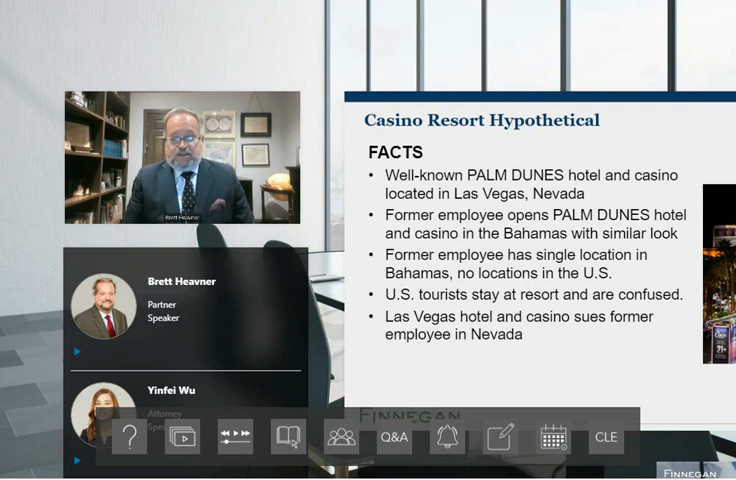 Brett Heavner
Brett Heavner
Partner
Speaker
Yinfei Wu
Attorney
Casino Resort Hypothetical
FACTS
• Well-known PALM DUNES hotel and casino
located in Las Vegas, Nevada
• Former employee opens PALM DUNES hotel
and casino in the Bahamas with similar look
• Former employee has single location in
Bahamas, no locations in the U.S.
• U.S. tourists stay at resort and are confused.
• Las Vegas hotel and casino sues former
employee in Nevada
FINNEGAN
21+
? Q&A CLE
FINNEGAN